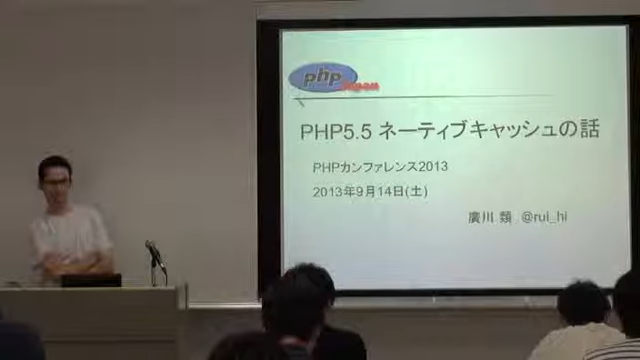 php
Japan
PHP5.5 ネーティブキャッシュの話
PHPカンファレンス2013
2013年9月14日(土)
廣川 類 @rui_hi